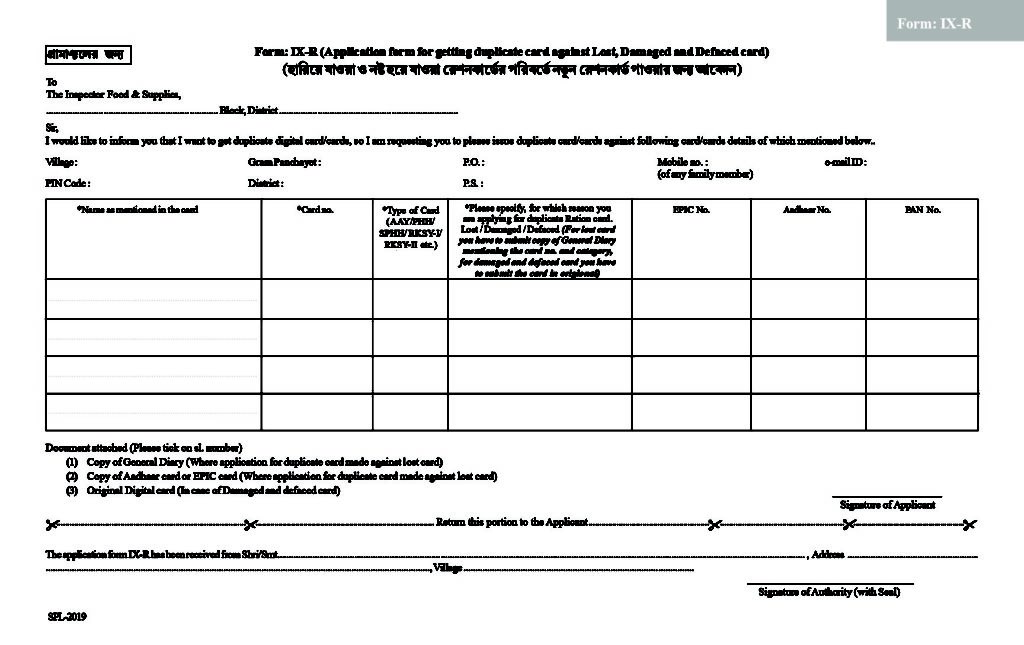 Form: IX-R
গ্রামাঞ্চলের জন্য
Form: IX-R (Application form for getting duplicate card against Lost, Damaged and Defaced card)
(হারিয়ে যাওয়া ও নষ্ট হয়ে যাওয়া রেশনকার্ডের পরিবর্তে নতুন রেশনকার্ড পাওয়ার জন্য আবেদন)
To
The Inspector Food & Supplies,
.......................................................... Block, District ............................................................
Sir,
I would like to inform you that I want to get duplicate digital card/cards, so I am requesting you to please issue duplicate card/cards against following card/cards details of which mentioned below..
Village : Gram Panchayet : P.O. : Mobile no. : e-mail ID :
(of any family member)
PIN Code : District : P.S. :
*Name as mentioned in the card
*Card no.
*Type of Card
(AAY/PHH/
SPHH/ RKSY-I/
RKSY-II etc.)
*Please specify, for which reason you
are applying for duplicate Ration card.
Lost / Damaged / Defaced (For lost card
you have to submit copy of General Diary
mentioning the card no. and category,
for damaged and defaced card you have
to submit the card in origional)
EPIC No.
Aadhaar No.
PAN No.
Document attached (Please tick on sl. number)
(1) Copy of General Diary (Where application for duplicate card made against lost card)
(2) Copy of Aadhaar card or EPIC card (Where application for duplicate card made against lost card)
(3) Original Digital card (In case of Damaged and defaced card)
Signature of Applicant
Return this portion to the Applicant
The application form IX-R has been received from Shri/Smt.................................................. , Address ..................................
.................................................., Village ..................................................
Signature of Authority (with Seal)
SPL-2019